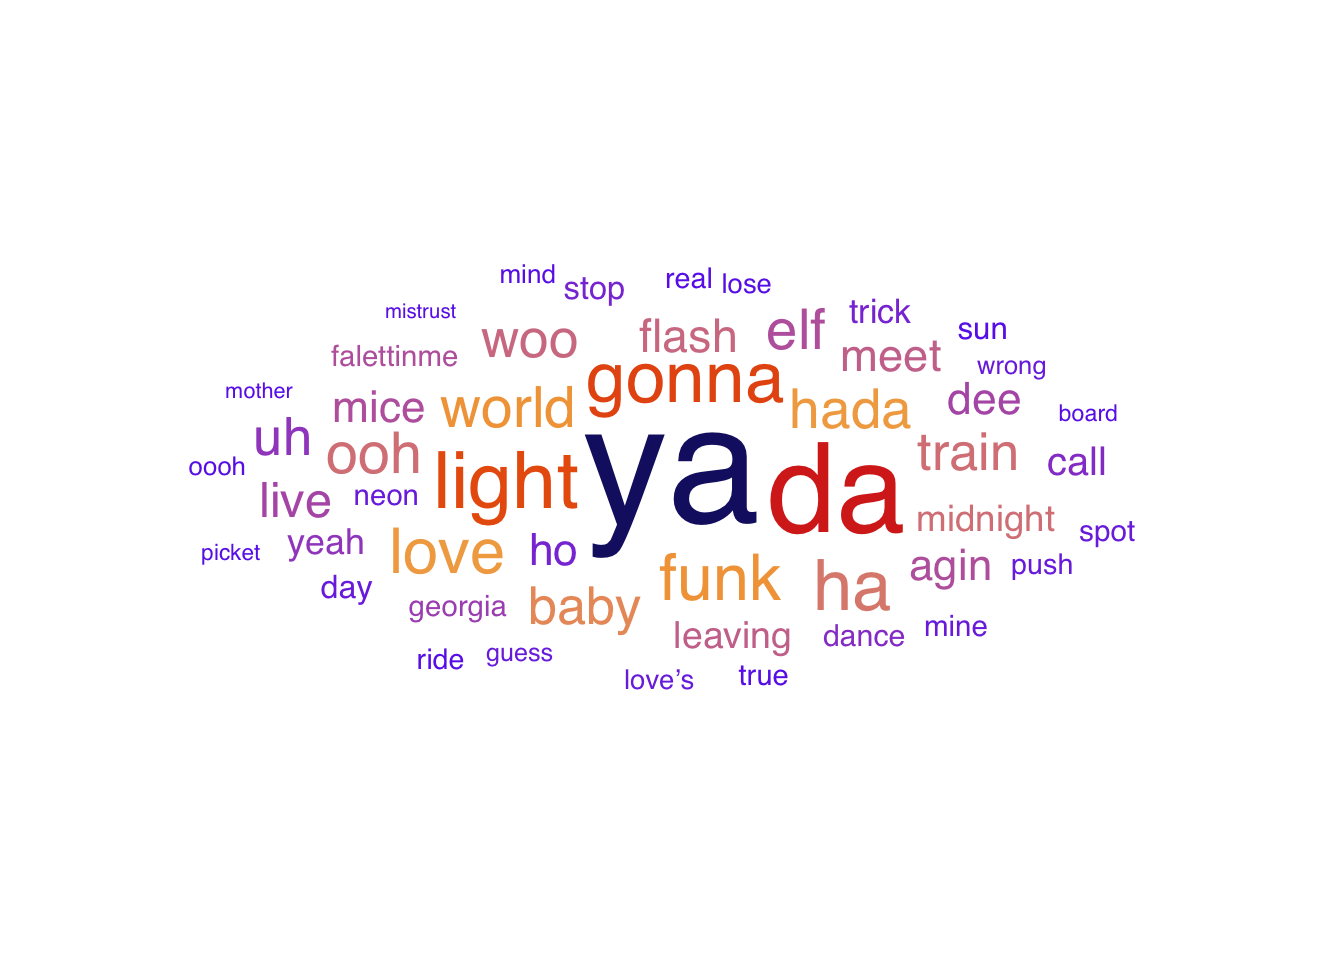 mind stop real lose
mistrust woo flash elf trick sun
falettinme meet wrong
mother mice world gonna hada dee board
uh ooh light ya da train call
oooh live neon midnight spot
picket yeah love ho funk ha agin push
day georgia baby leaving dance mine
ride guess love’s true